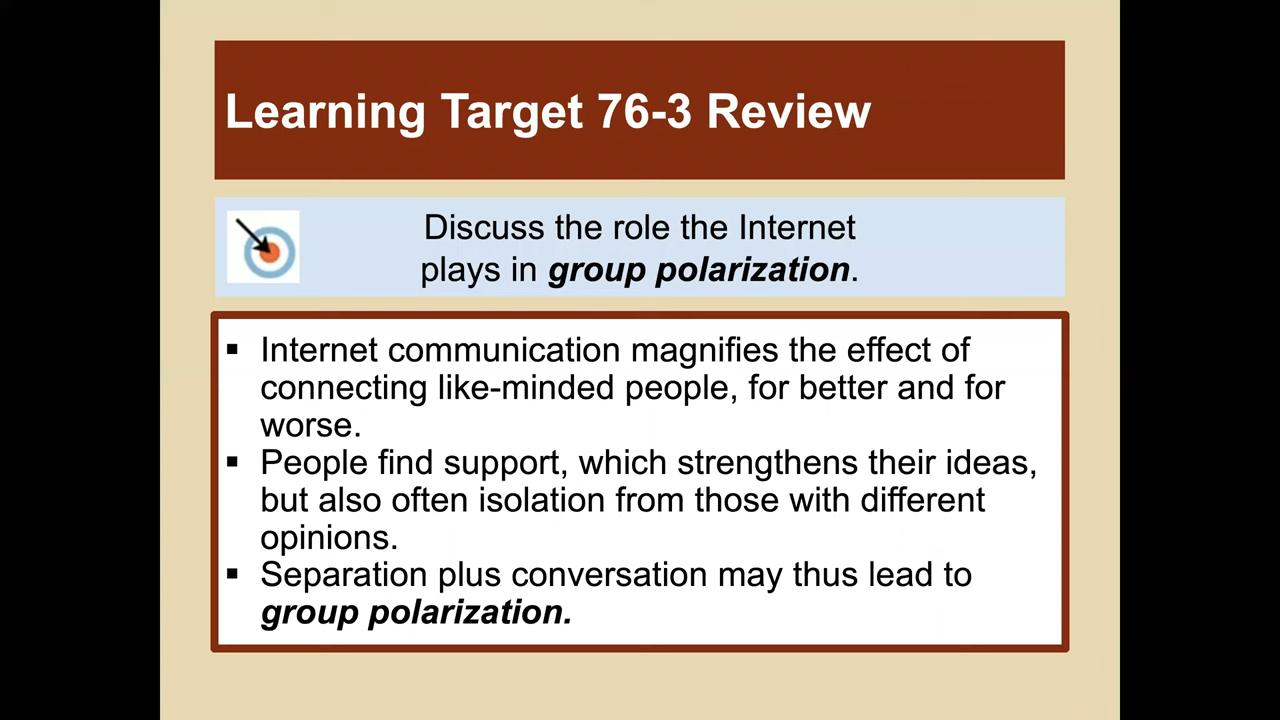 Learning Target 76-3 Review
Discuss the role the Internet
plays in group polarization.
▪ Internet communication magnifies the effect of
connecting like-minded people, for better and for
worse.
▪ People find support, which strengthens their ideas,
but also often isolation from those with different
opinions.
▪ Separation plus conversation may thus lead to
group polarization.